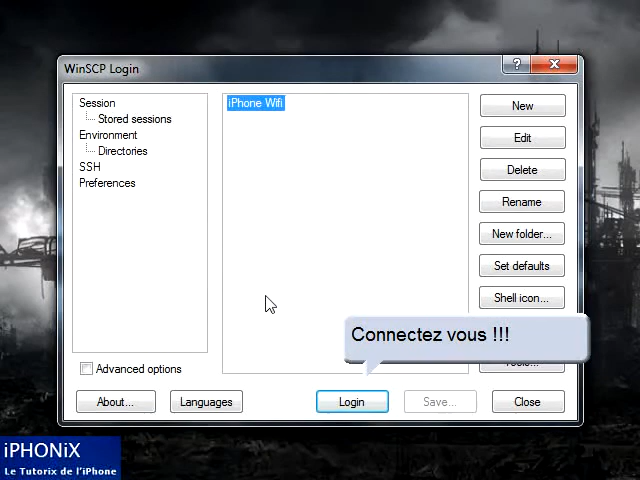 WinSCP Login
?
Session
Stored sessions
Environment
Directories
SSH
Preferences
iPhone Wifi
New
Edit
Delete
Rename
New folder...
Set defaults
Shell icon...
Connectez vous !!!
Tools...
Advanced options
About...
Languages
Login
Save...
Close
iPHONiX
Le Tutorix de l'iPhone